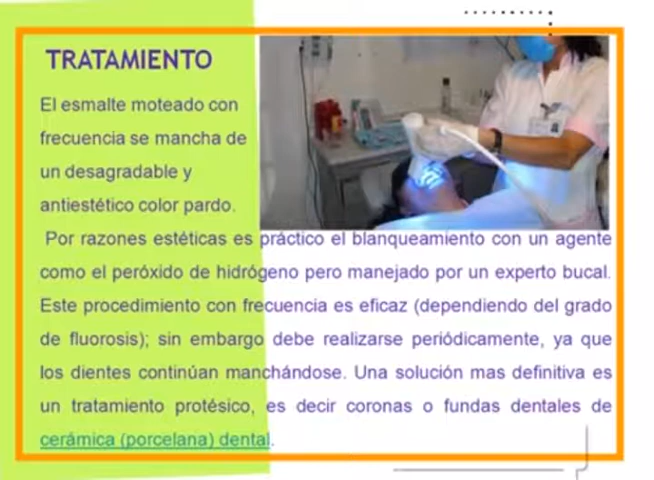 TRATAMIENTO
El esmalte moteado con
frecuencia se mancha de
un desagradable y
antiestético color pardo.
Por razones estéticas es práctico el blanqueamiento con un agente
como el peróxido de hidrógeno pero manejado por un experto bucal.
Este procedimiento con frecuencia es eficaz (dependiendo del grado
de fluorosis); sin embargo debe realizarse periódicamente, ya que
los dientes continúan manchándose. Una solución mas definitiva es
un tratamiento protésico, es decir coronas o fundas dentales de
cerámica (porcelana) dental.